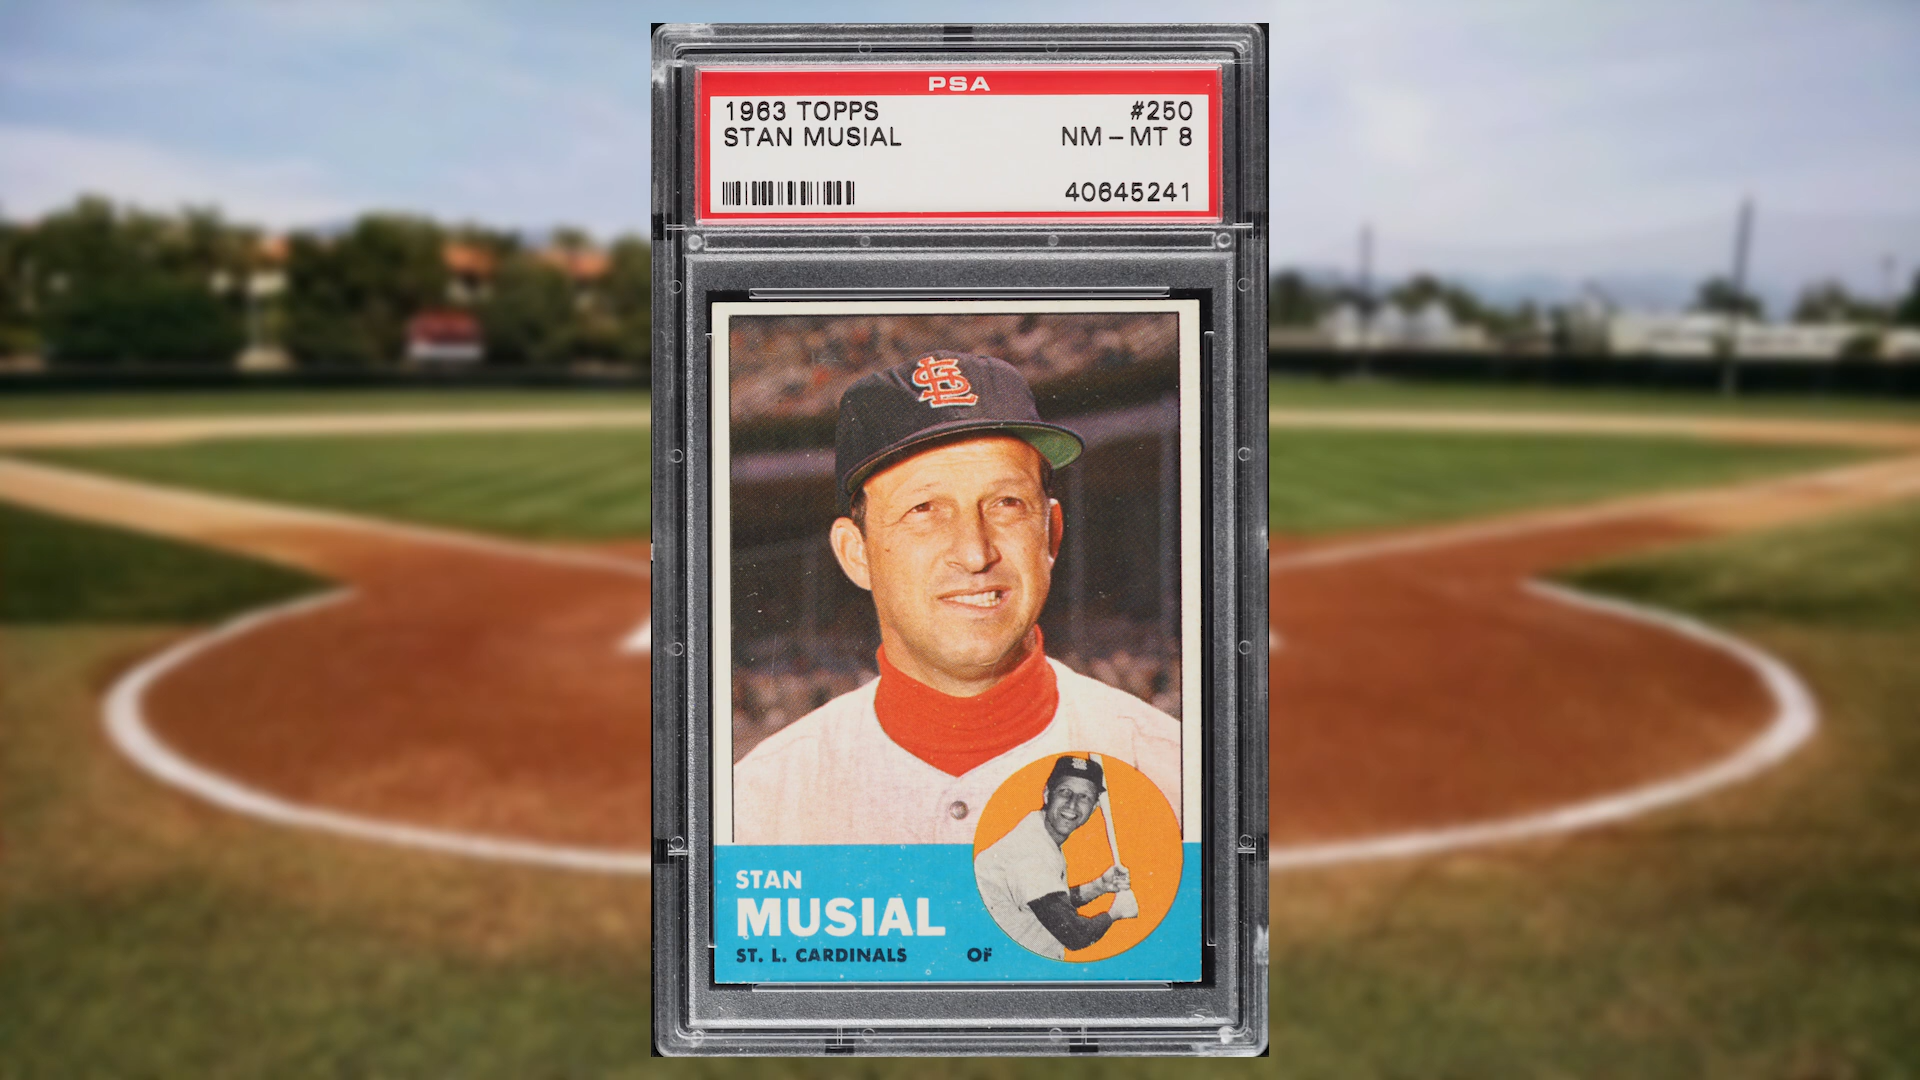 PSA
1963 TOPPS #250
STAN MUSIAL NM-MT 8
40645241
STAN
MUSIAL
ST. L. CARDINALS OF